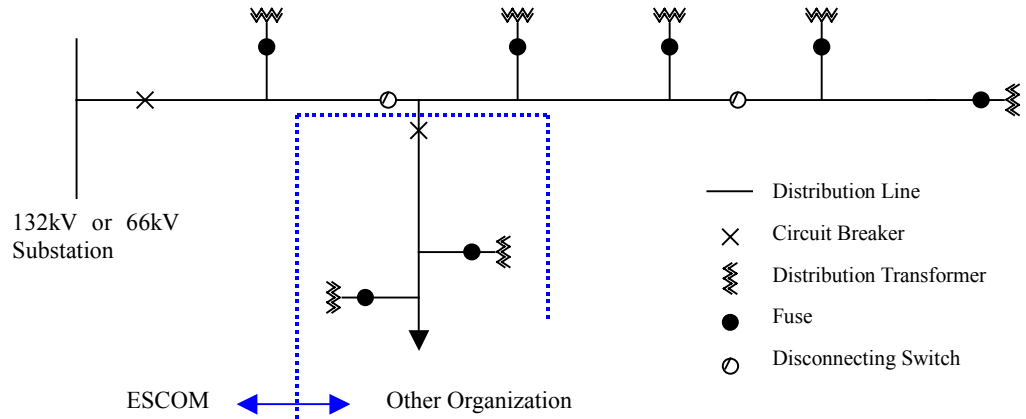 132kV or 66kV
Substation
Distribution Line
Circuit Breaker
Distribution Transformer
Fuse
Disconnecting Switch
ESCOM
Other Organization